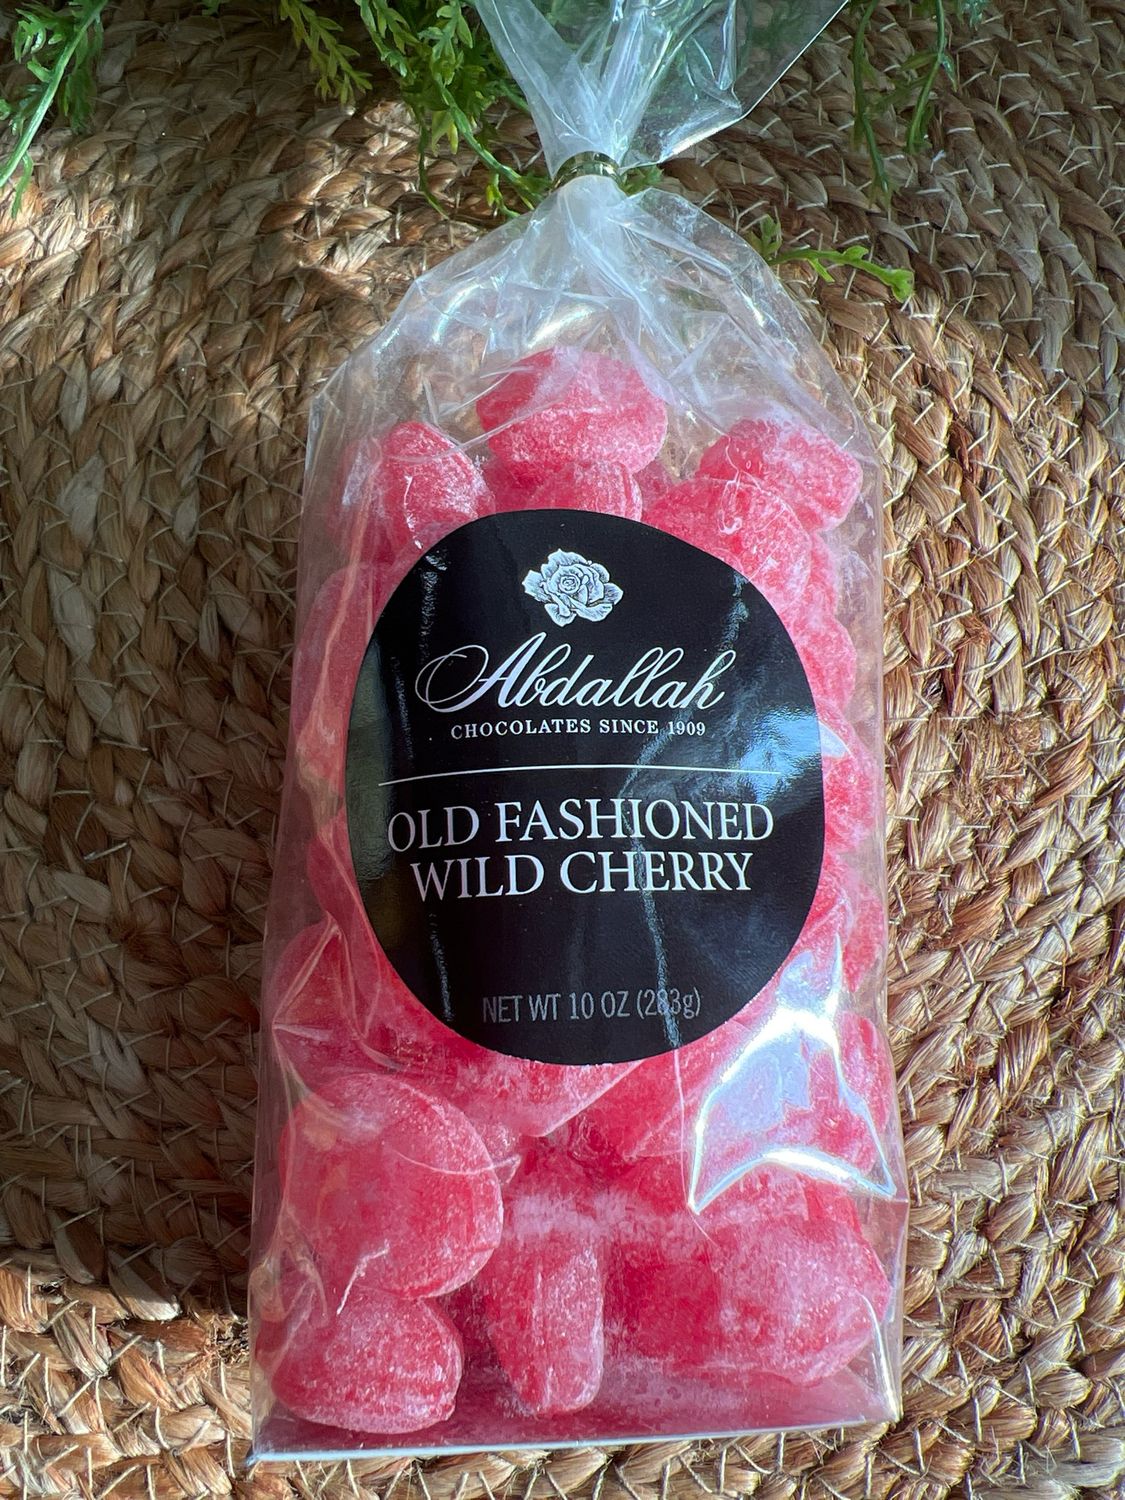 Abdallah
CHOCOLATES SINCE 1909
OLD FASHIONED
WILD CHERRY
NET WT 10 OZ (283g)